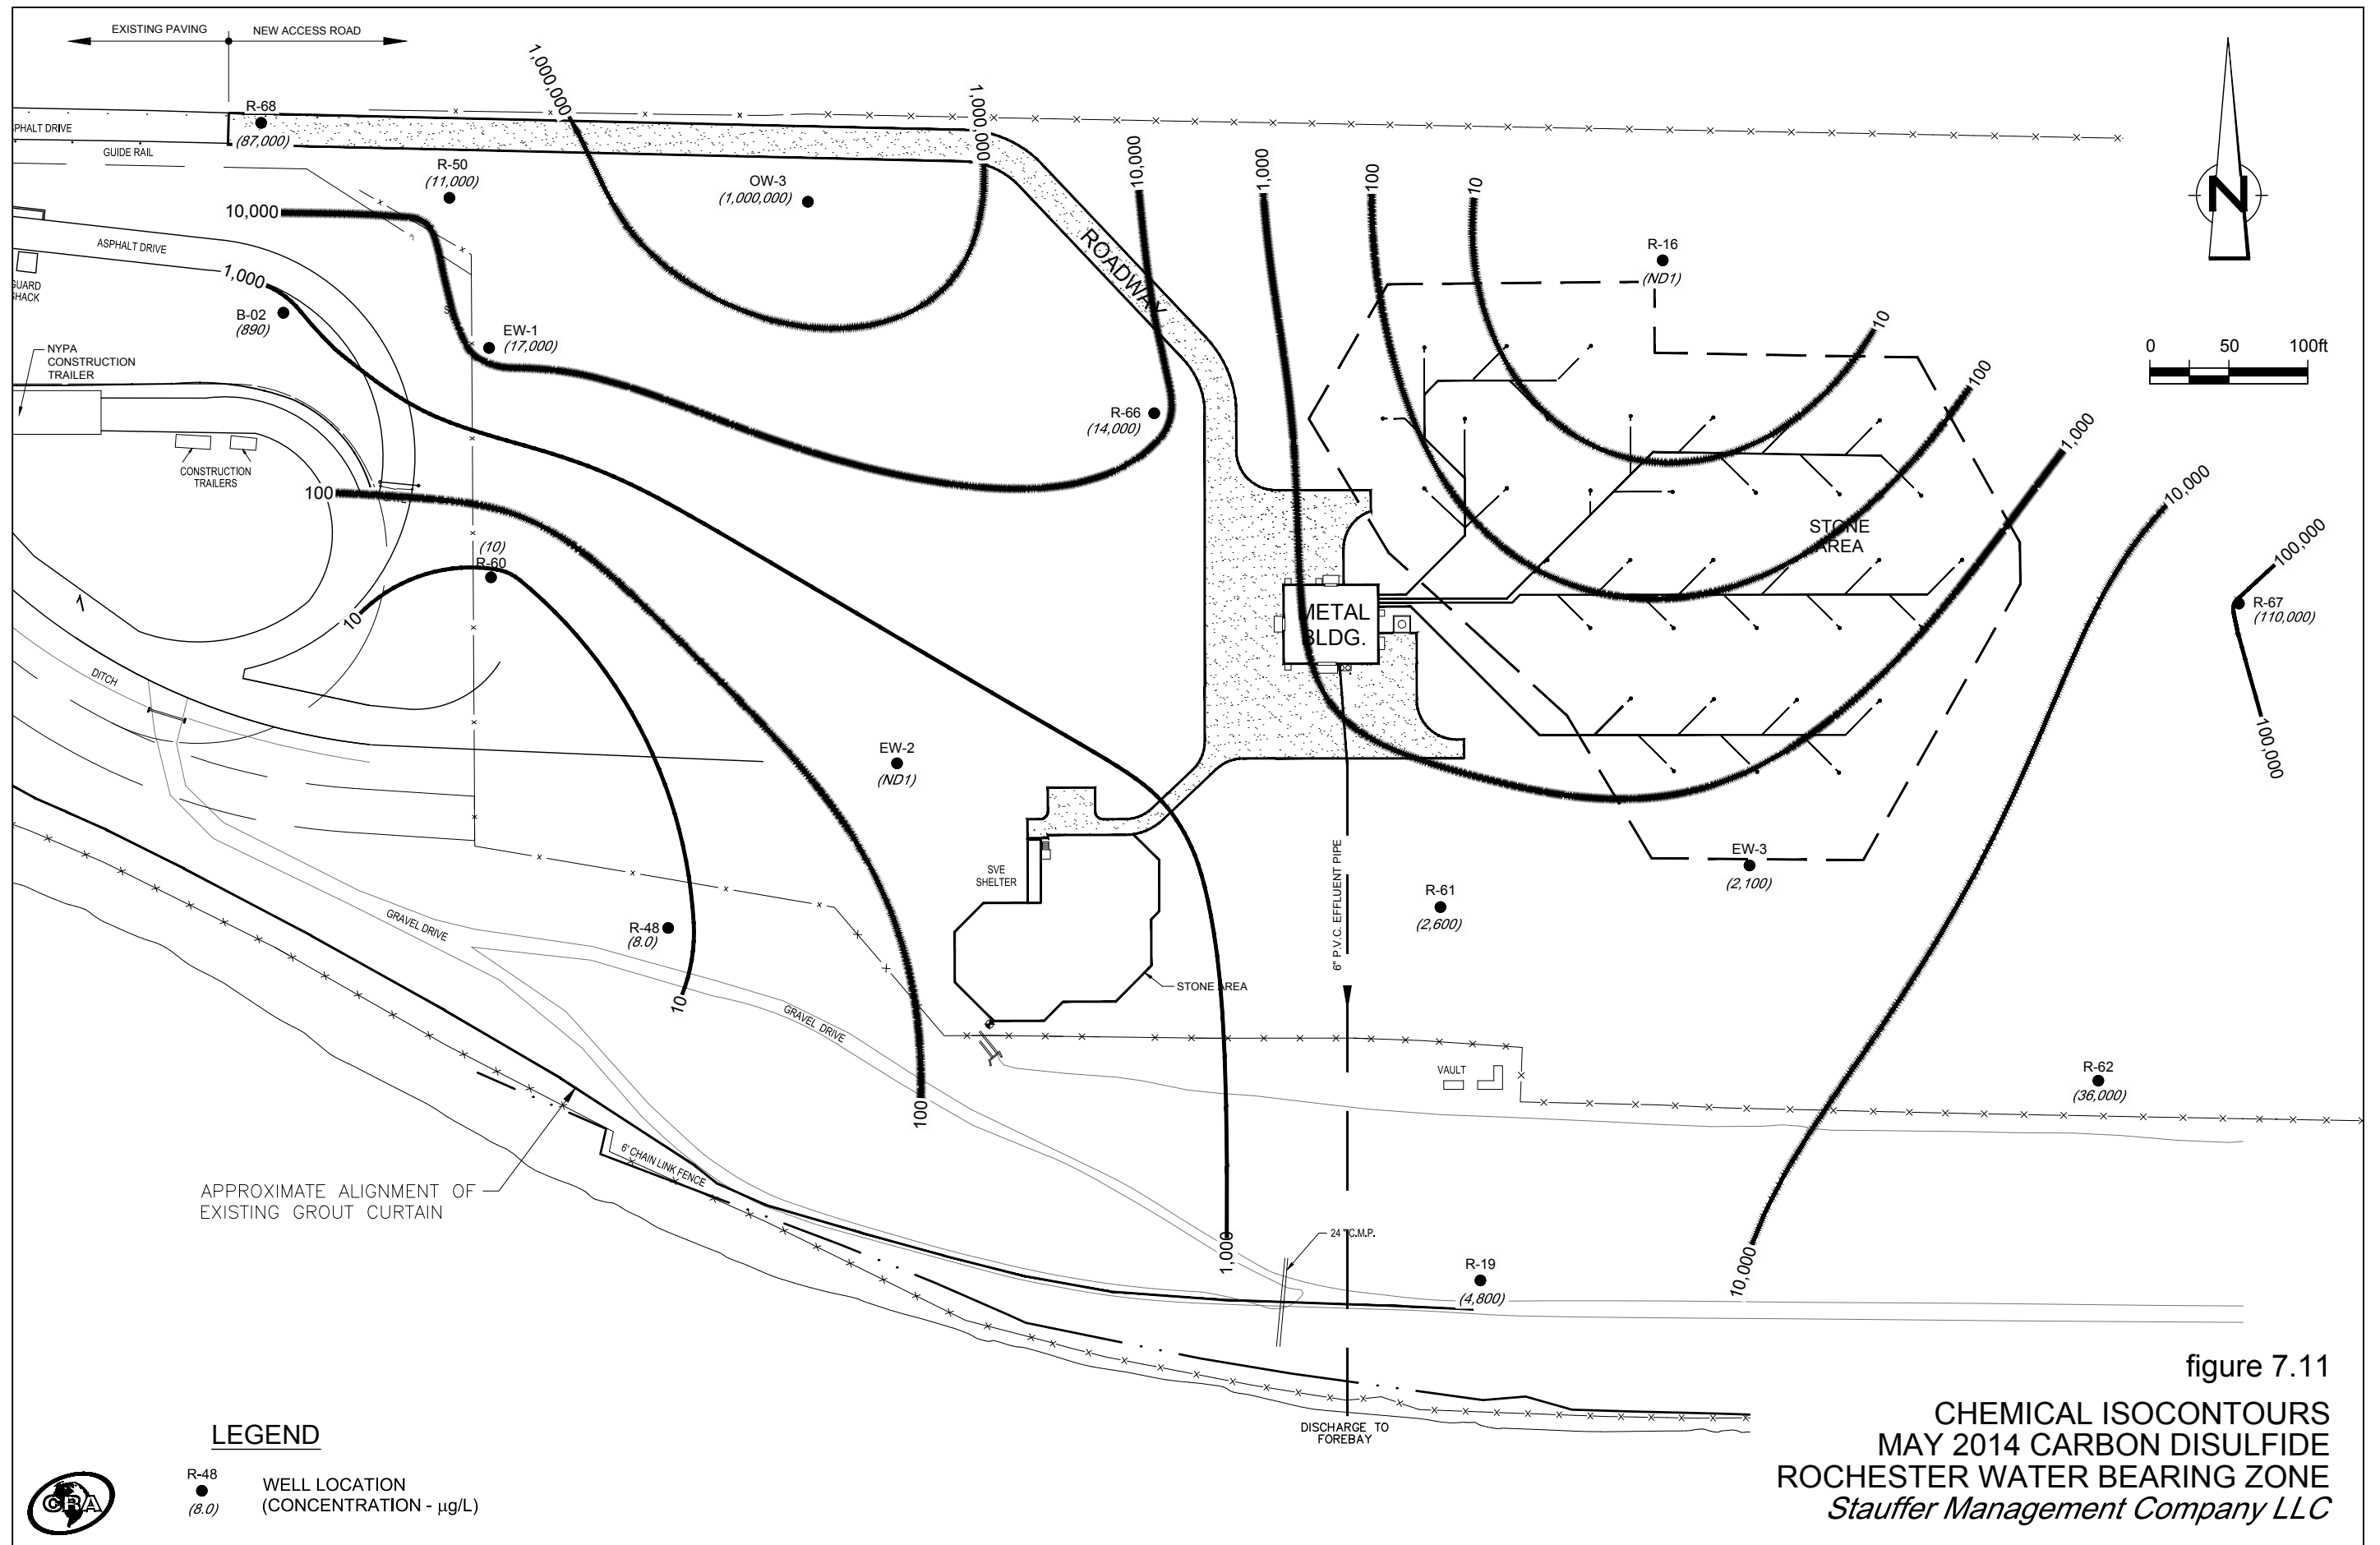 EXISTING PAVING
NEW ACCESS ROAD
1,000,000
1,000,000
R-68
(87,000)
ASPHALT DRIVE
GUIDE RAIL
R-50
(11,000)
OW-3
(1,000,000)
10,000
1,000
100
10
N
10,000
ASPHALT DRIVE
ROADWAY
R-16
(ND1)
1,000
GUARD
SHACK
B-02
(890)
EW-1
(17,000)
10
0 50 100ft
NYPA
CONSTRUCTION
TRAILER
100
R-66
(14,000)
1,000
CONSTRUCTION
TRAILERS
100
10,000
STONE
AREA
100,000
(10)
R-60
10
METAL
BLDG.
R-67
(110,000)
DITCH
100,000
EW-2
(ND1)
SVE
SHELTER
6" P.V.C. EFFLUENT PIPE
EW-3
(2,100)
R-61
(2,600)
GRAVEL DRIVE
R-48
(8.0)
10
STONE AREA
GRAVEL DRIVE
VAULT
R-62
(36,000)
100
6' CHAIN LINK FENCE
APPROXIMATE ALIGNMENT OF
EXISTING GROUT CURTAIN
1,000
24" C.M.P.
R-19
(4,800)
10,000
DISCHARGE TO
FOREBAY
figure 7.11
CHEMICAL ISOCONTOURS
MAY 2014 CARBON DISULFIDE
ROCHESTER WATER BEARING ZONE
Stauffer Management Company LLC
LEGEND
R-48
(8.0)
WELL LOCATION
(CONCENTRATION - µg/L)
CRA